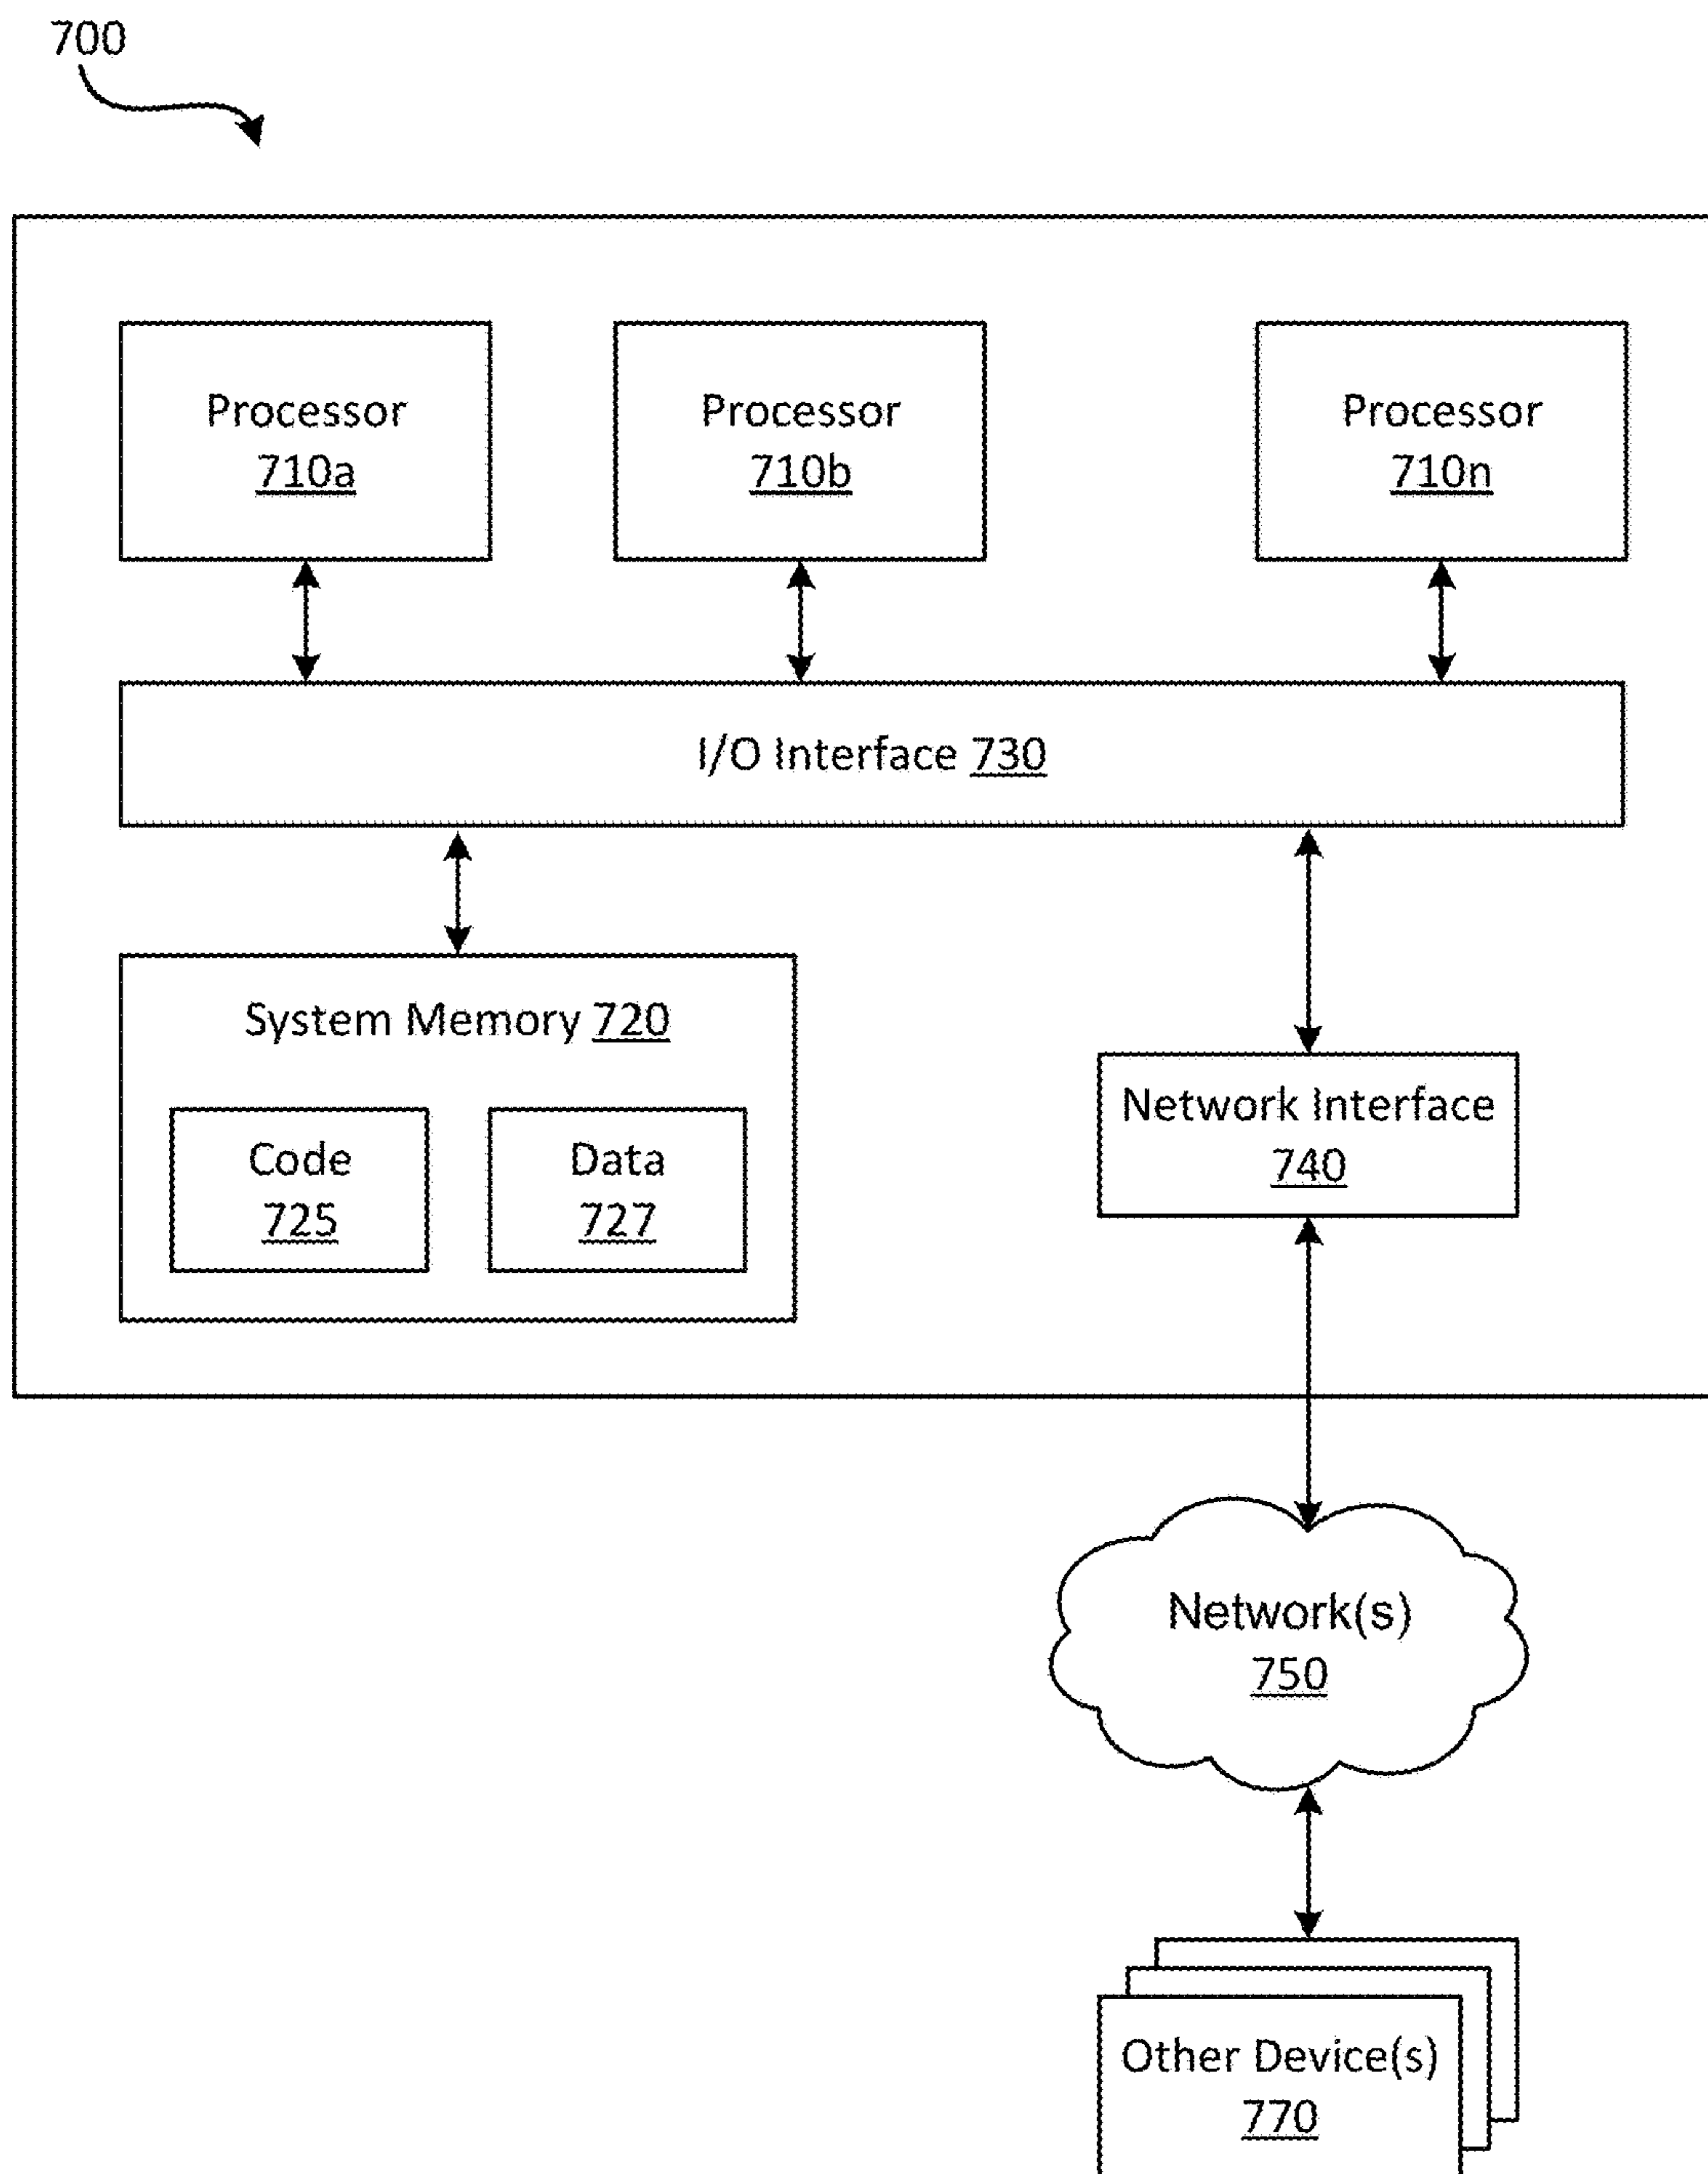 700
Processor
710a
Processor
710b
Processor
710n
I/O Interface 730
System Memory 720
Code
725
Data
727
Network Interface
740
Network(s)
750
Other Device(s)
770